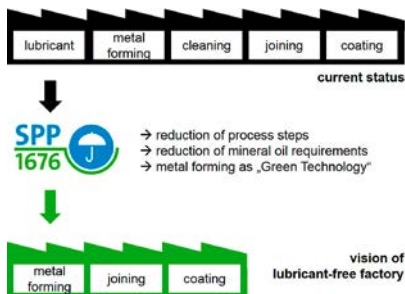 lubricant
metal
forming
cleaning
joining
coating
current status
SPP
1676
→ reduction of process steps
→ reduction of mineral oil requirements
→ metal forming as „Green Technology“
vision of
lubricant-free factory
metal
forming
joining
coating